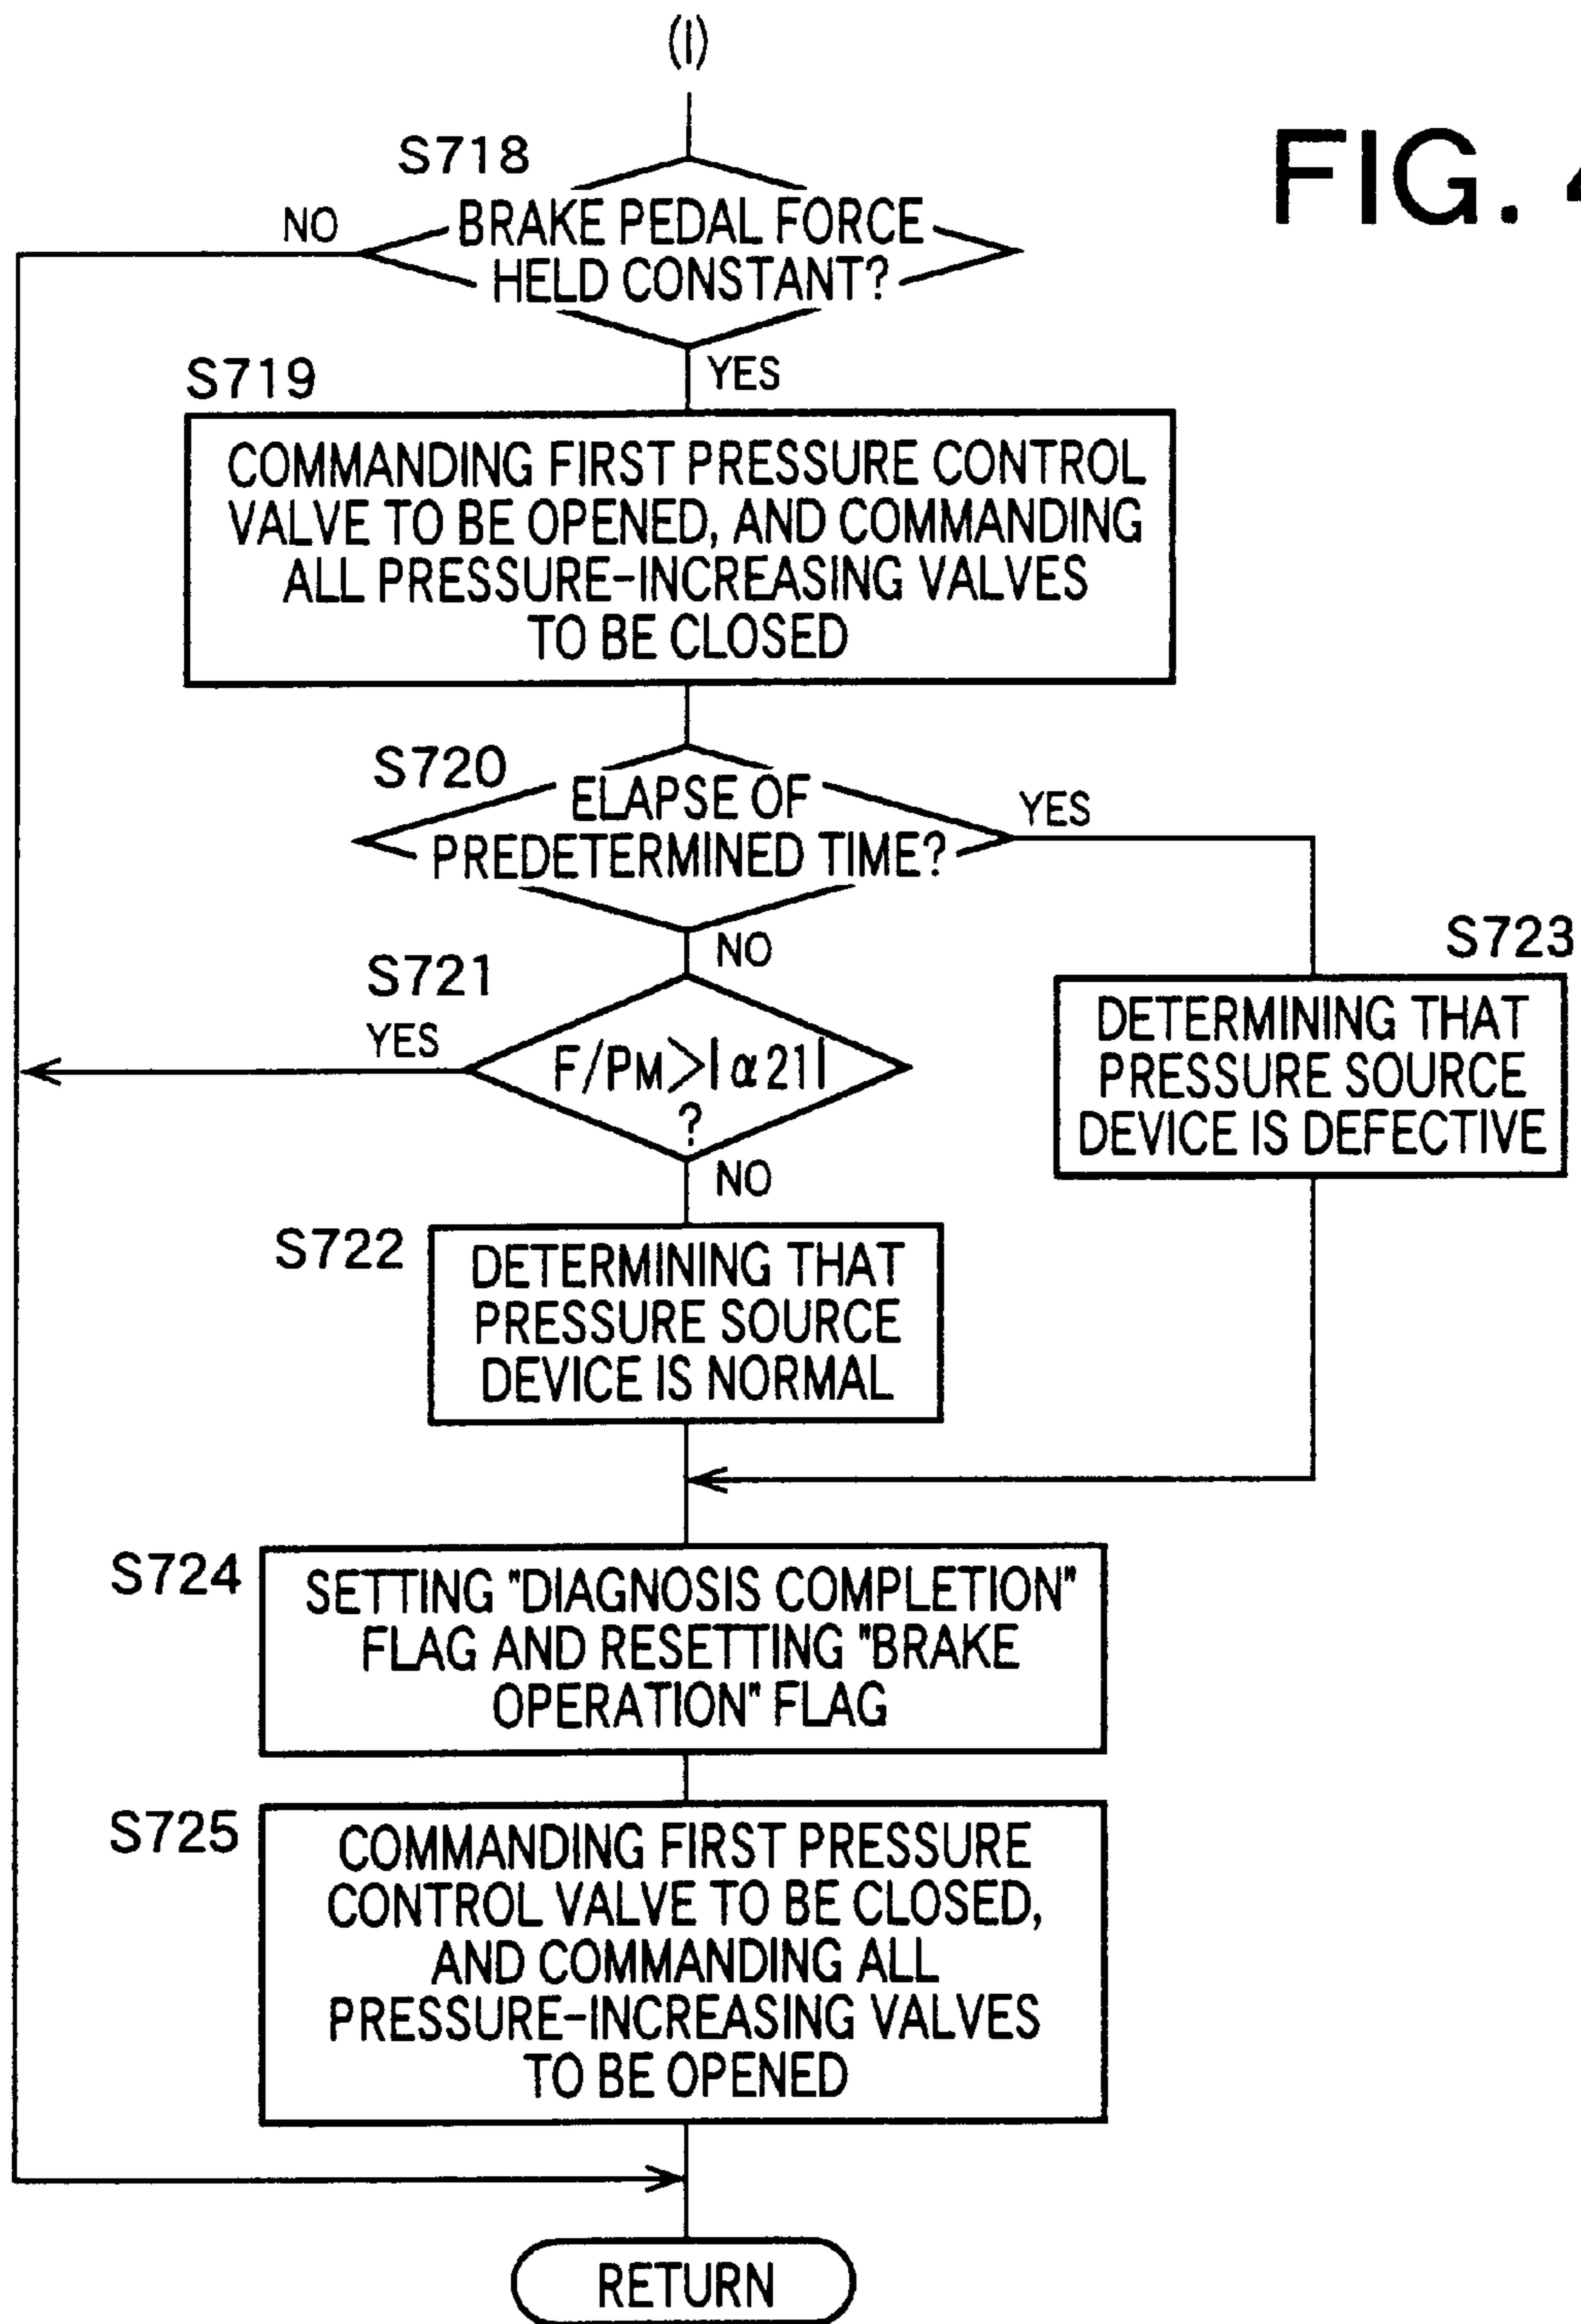 (I)
FIG. 4
S718
NO
BRAKE PEDAL FORCE
HELD CONSTANT?
YES
S719
COMMANDING FIRST PRESSURE CONTROL
VALVE TO BE OPENED, AND COMMANDING
ALL PRESSURE-INCREASING VALVES
TO BE CLOSED
S720
ELAPSE OF
PREDETERMINED TIME?
YES
NO
S723
DETERMINING THAT
PRESSURE SOURCE
DEVICE IS DEFECTIVE
S721
YES
F/PM>|α21|
?
NO
S722
DETERMINING THAT
PRESSURE SOURCE
DEVICE IS NORMAL
S724
SETTING "DIAGNOSIS COMPLETION"
FLAG AND RESETTING "BRAKE
OPERATION" FLAG
S725
COMMANDING FIRST PRESSURE
CONTROL VALVE TO BE CLOSED,
AND COMMANDING ALL
PRESSURE-INCREASING VALVES
TO BE OPENED
RETURN